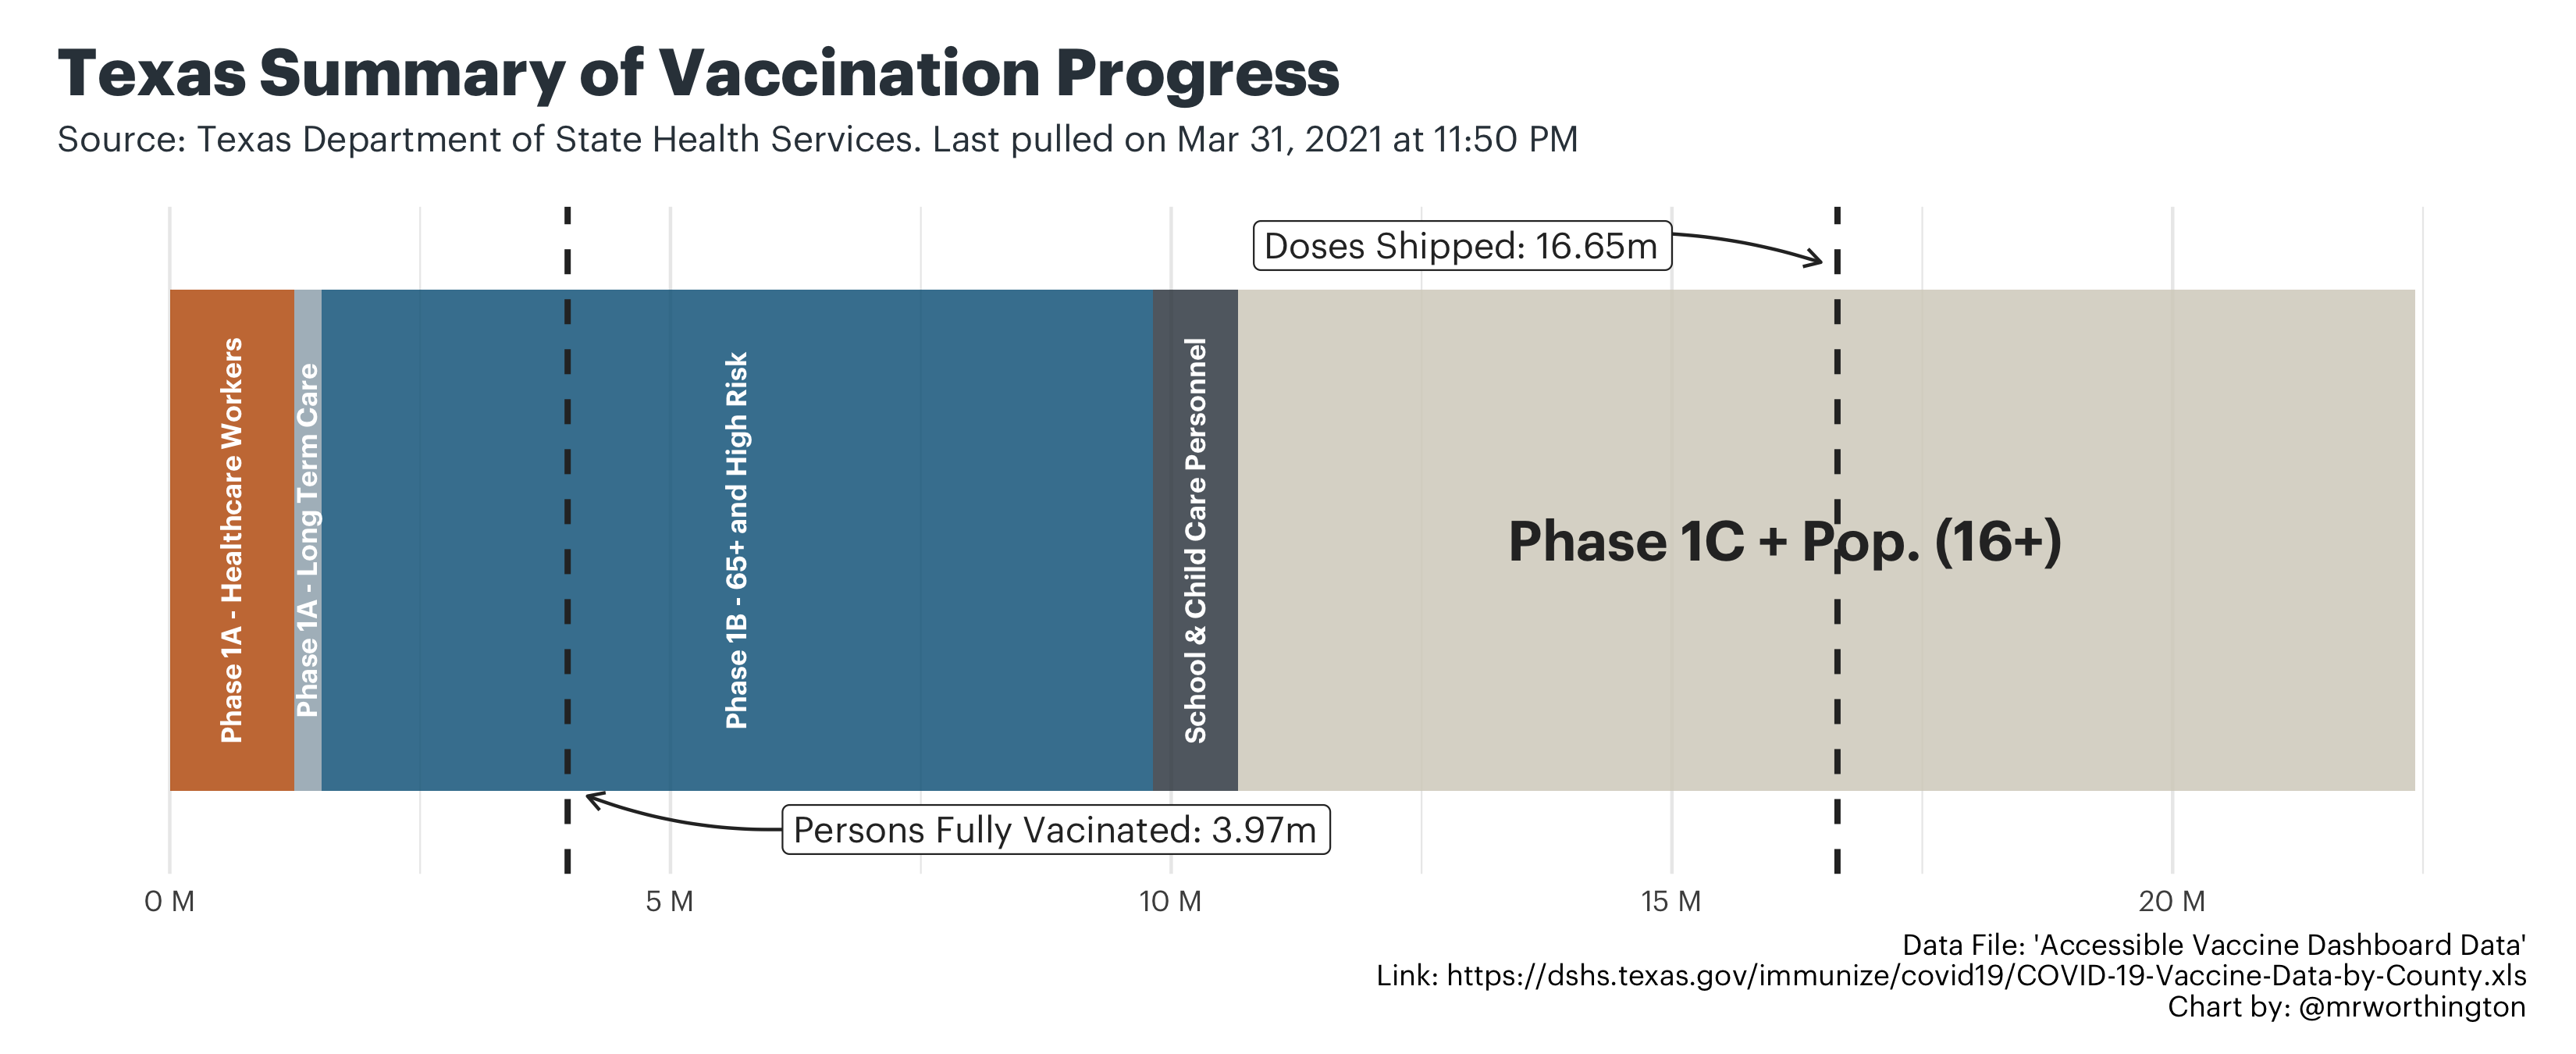 Texas Summary of Vaccination Progress
Source: Texas Department of State Health Services. Last pulled on Mar 31, 2021 at 11:50 PM
Doses Shipped: 16.65m
Phase 1A - Healthcare Workers
Phase 1A - Long Term Care
Phase 1B - 65+ and High Risk
School & Child Care Personnel
Phase 1C + Pop. (16+)
Persons Fully Vacinated: 3.97m
0 M 5 M 10 M 15 M 20 M
Data File: 'Accessible Vaccine Dashboard Data'
Link: https://dshs.texas.gov/immunize/covid19/COVID-19-Vaccine-Data-by-County.xls
Chart by: @mrworthington